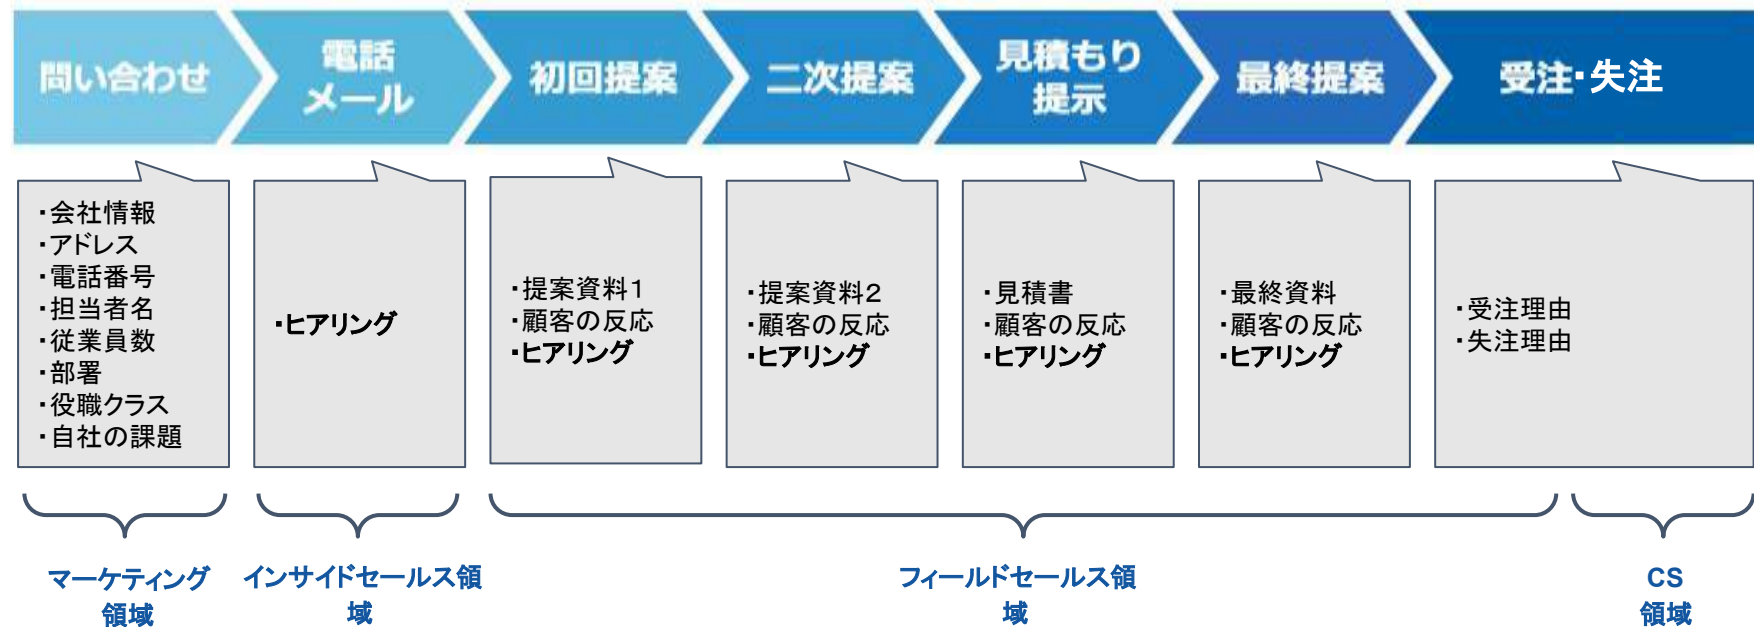 問い合わせ
電話
メール
初回提案
二次提案
見積もり
提示
最終提案
受注・失注
・会社情報
・アドレス
・電話番号
・担当者名
・従業員数
・部署
・役職クラス
・自社の課題
・ヒアリング
・提案資料1
・顧客の反応
・ヒアリング
・提案資料2
・顧客の反応
・ヒアリング
・見積書
・顧客の反応
・ヒアリング
・最終資料
・顧客の反応
・ヒアリング
・受注理由
・失注理由
マーケティング
領域
インサイドセールス領
域
フィールドセールス領
域
CS
領域